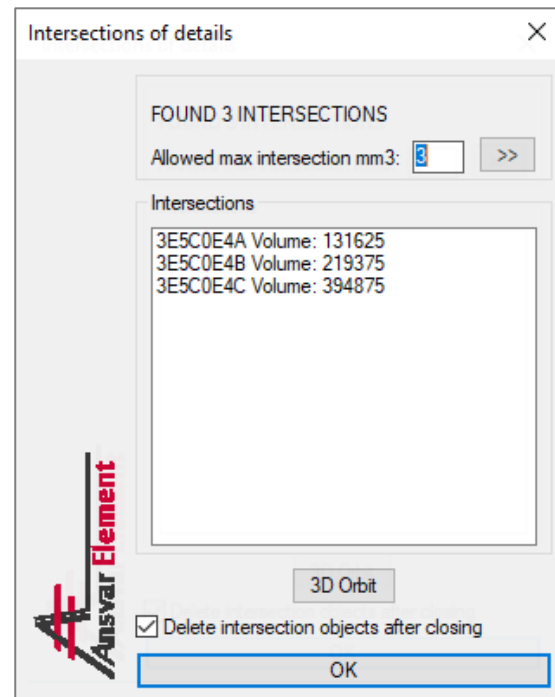 Intersections of details
FOUND 3 INTERSECTIONS
Allowed max intersection mm3: 3 >>
Intersections
3E5C0E4A Volume: 131625
3E5C0E4B Volume: 219375
3E5C0E4C Volume: 394875
Ansvar Element
3D Orbit
Delete intersection objects after closing
OK